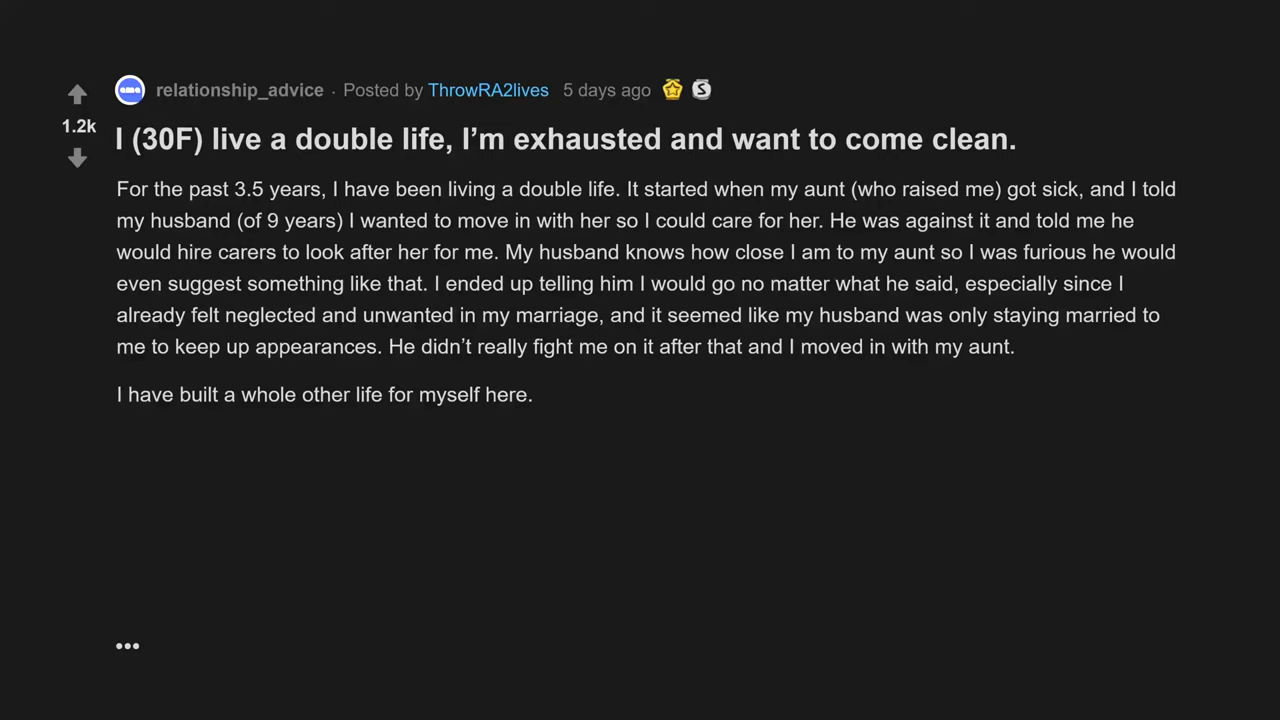 relationship_advice · Posted by ThrowRA2lives 5 days ago
1.2k
I (30F) live a double life, I’m exhausted and want to come clean.
For the past 3.5 years, I have been living a double life. It started when my aunt (who raised me) got sick, and I told
my husband (of 9 years) I wanted to move in with her so I could care for her. He was against it and told me he
would hire carers to look after her for me. My husband knows how close I am to my aunt so I was furious he would
even suggest something like that. I ended up telling him I would go no matter what he said, especially since I
already felt neglected and unwanted in my marriage, and it seemed like my husband was only staying married to
me to keep up appearances. He didn’t really fight me on it after that and I moved in with my aunt.
I have built a whole other life for myself here.
•••